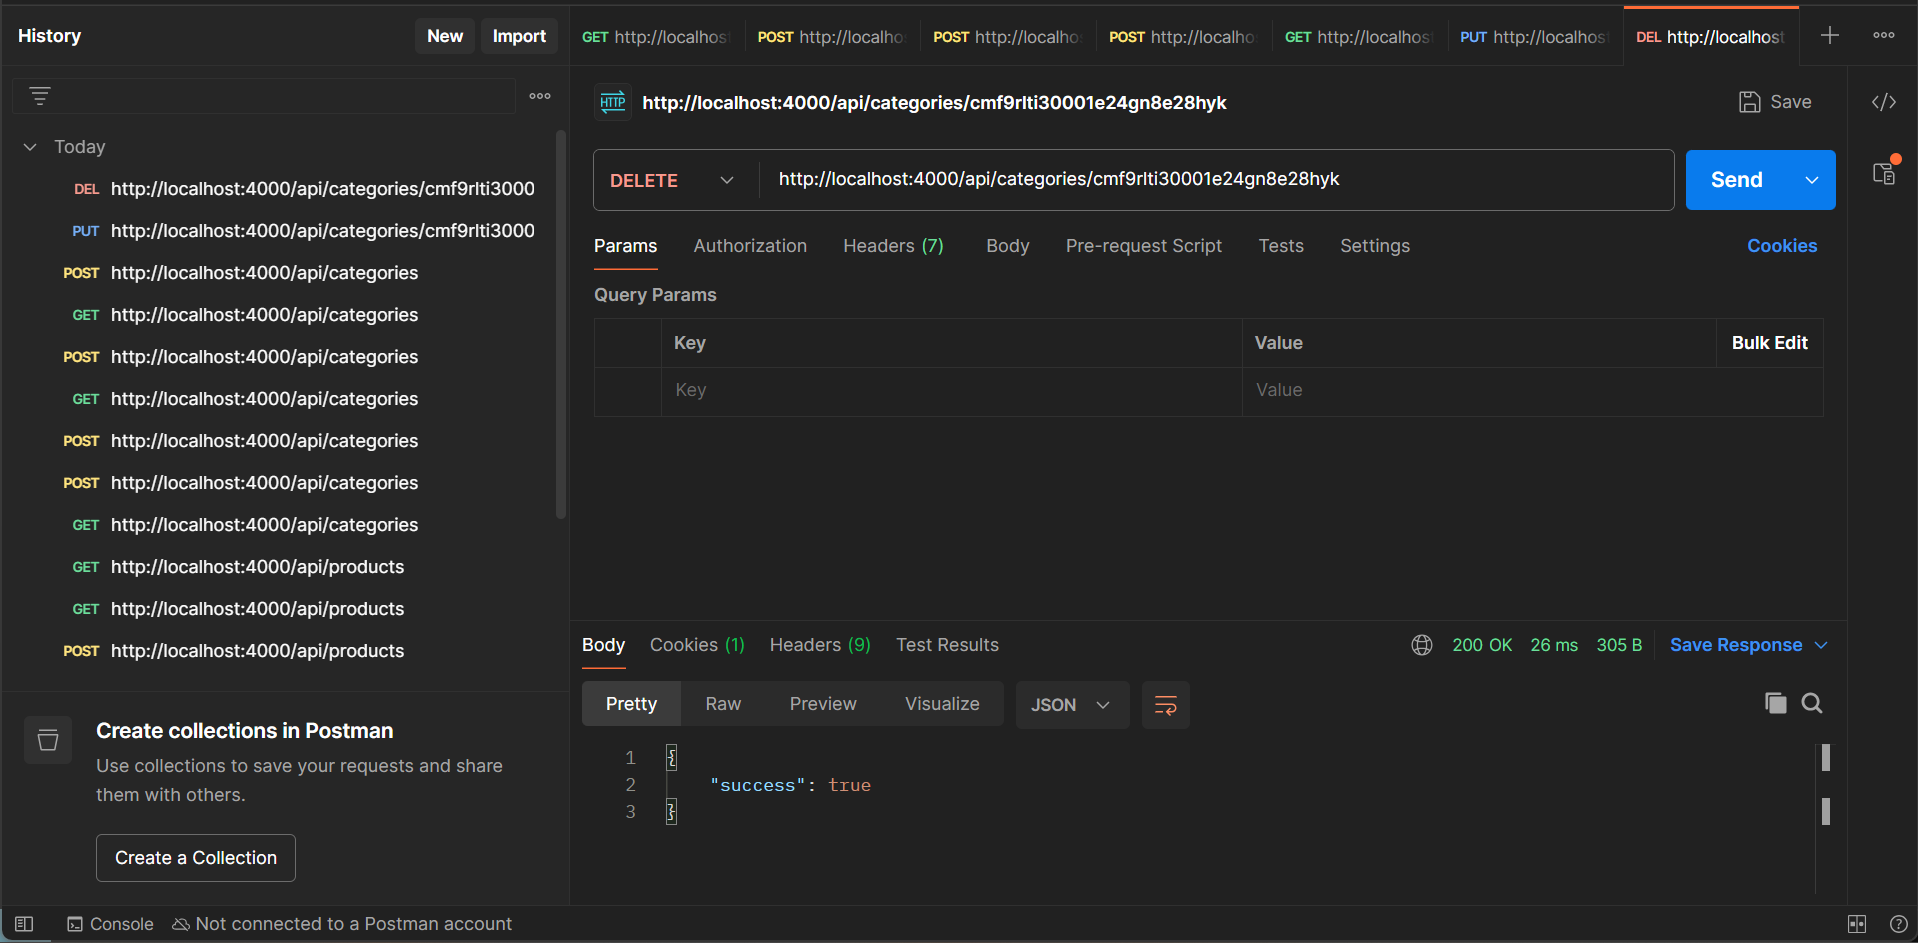 History
New
Import
GET http://localhos
POST http://localho
POST http://localho
POST http://localho
GET http://localhos
PUT http://localhos
DEL http://localhost
HTTP http://localhost:4000/api/categories/cmf9rlti30001e24gn8e28hyk
Save
Today
DEL http://localhost:4000/api/categories/cmf9rlti3000
PUT http://localhost:4000/api/categories/cmf9rlti3000
POST http://localhost:4000/api/categories
GET http://localhost:4000/api/categories
POST http://localhost:4000/api/categories
GET http://localhost:4000/api/categories
POST http://localhost:4000/api/categories
POST http://localhost:4000/api/categories
GET http://localhost:4000/api/categories
GET http://localhost:4000/api/products
GET http://localhost:4000/api/products
POST http://localhost:4000/api/products
Create collections in Postman
Use collections to save your requests and share
them with others.
Create a Collection
DELETE
http://localhost:4000/api/categories/cmf9rlti30001e24gn8e28hyk
Send
Params
Authorization
Headers (7)
Body
Pre-request Script
Tests
Settings
Cookies
Query Params
Key
Value
Bulk Edit
Key
Value
Body
Cookies (1)
Headers (9)
Test Results
200 OK
26 ms
305 B
Save Response
Pretty
Raw
Preview
Visualize
JSON
1 {
2 "success": true
3 }
Console
Not connected to a Postman account